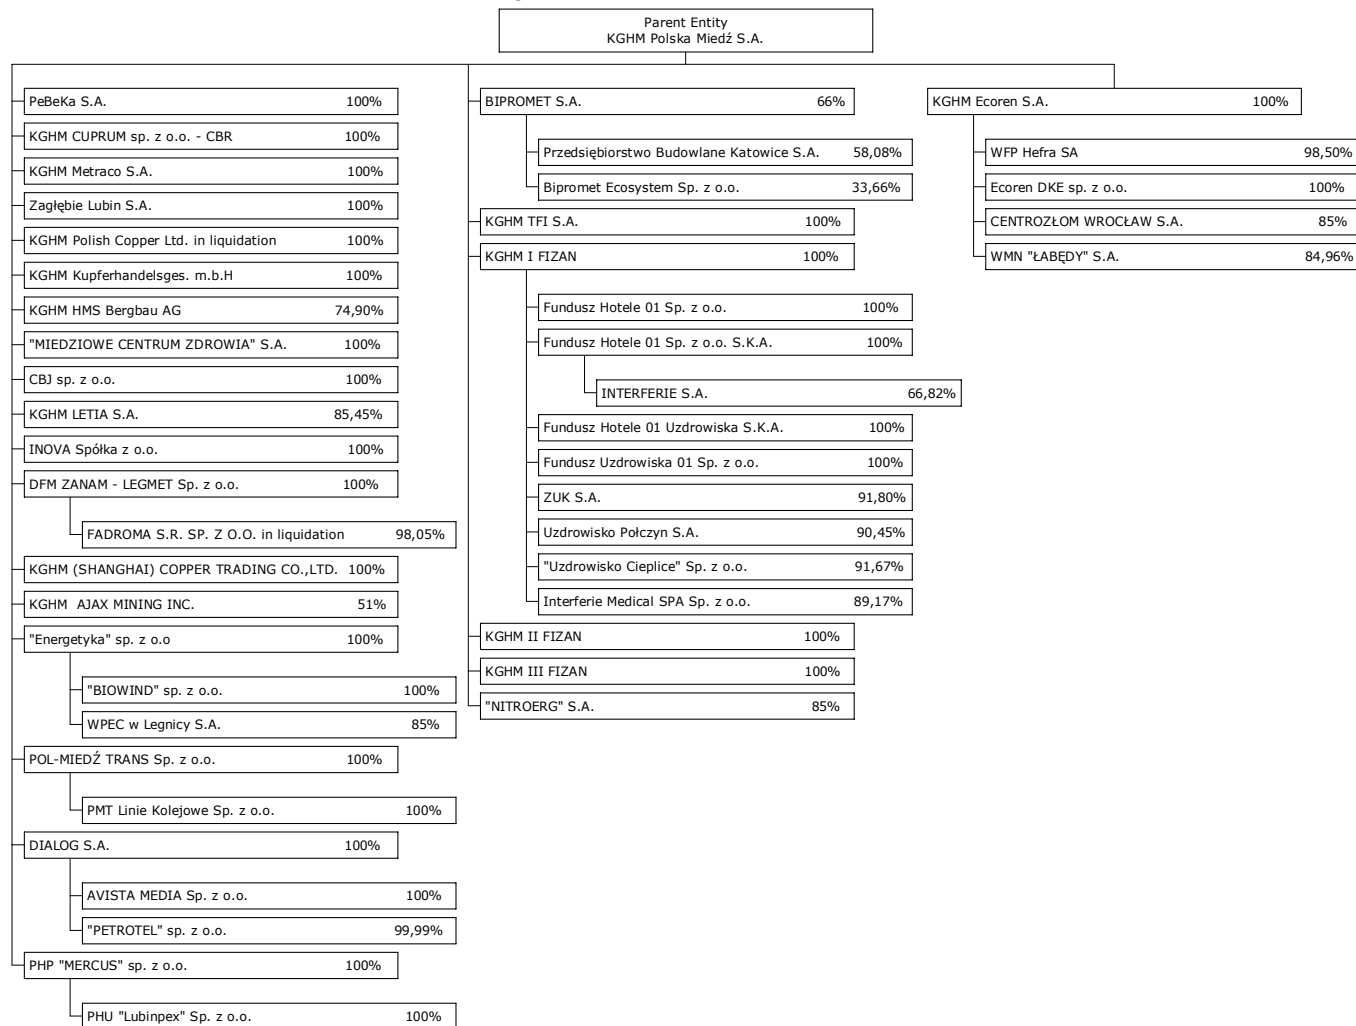 Parent Entity
KGHM Polska Miedź S.A.
PeBeKa S.A. 100%
KGHM CUPRUM sp. z o.o. - CBR 100%
KGHM Metraco S.A. 100%
Zagłębie Lubin S.A. 100%
KGHM Polish Copper Ltd. in liquidation 100%
KGHM Kupferhandelsges. m.b.H 100%
KGHM HMS Bergbau AG 74,90%
"MIEDZIOWE CENTRUM ZDROWIA" S.A. 100%
CBJ sp. z o.o. 100%
KGHM LETIA S.A. 85,45%
INOVA Spółka z o.o. 100%
DFM ZANAM - LEGMET Sp. z o.o. 100%
FADROMA S.R. SP. Z O.O. in liquidation 98,05%
KGHM (SHANGHAI) COPPER TRADING CO.,LTD. 100%
KGHM AJAX MINING INC. 51%
"Energetyka" sp. z o.o 100%
"BIOWIND" sp. z o.o. 100%
WPEC w Legnicy S.A. 85%
POL-MIEDŹ TRANS Sp. z o.o. 100%
PMT Linie Kolejowe Sp. z o.o. 100%
DIALOG S.A. 100%
AVISTA MEDIA Sp. z o.o. 100%
"PETROTEL" sp. z o.o. 99,99%
PHP "MERCUS" sp. z o.o. 100%
PHU "Lubinpex" Sp. z o.o. 100%
BIPROMET S.A. 66%
Przedsiębiorstwo Budowlane Katowice S.A. 58,08%
Bipromet Ecosystem Sp. z o.o. 33,66%
KGHM TFI S.A. 100%
KGHM I FIZAN 100%
Fundusz Hotele 01 Sp. z o.o. 100%
Fundusz Hotele 01 Sp. z o.o. S.K.A. 100%
INTERFERIE S.A. 66,82%
Fundusz Hotele 01 Uzdrowiska S.K.A. 100%
Fundusz Uzdrowiska 01 Sp. z o.o. 100%
ZUK S.A. 91,80%
Uzdrowisko Połczyn S.A. 90,45%
"Uzdrowisko Cieplice" Sp. z o.o. 91,67%
Interferie Medical SPA Sp. z o.o. 89,17%
KGHM II FIZAN 100%
KGHM III FIZAN 100%
"NITROERG" S.A. 85%
KGHM Ecoren S.A. 100%
WFP Hefra SA 98,50%
Ecoren DKE sp. z o.o. 100%
CENTROZŁOM WROCŁAW S.A. 85%
WMN "ŁABĘDY" S.A. 84,96%